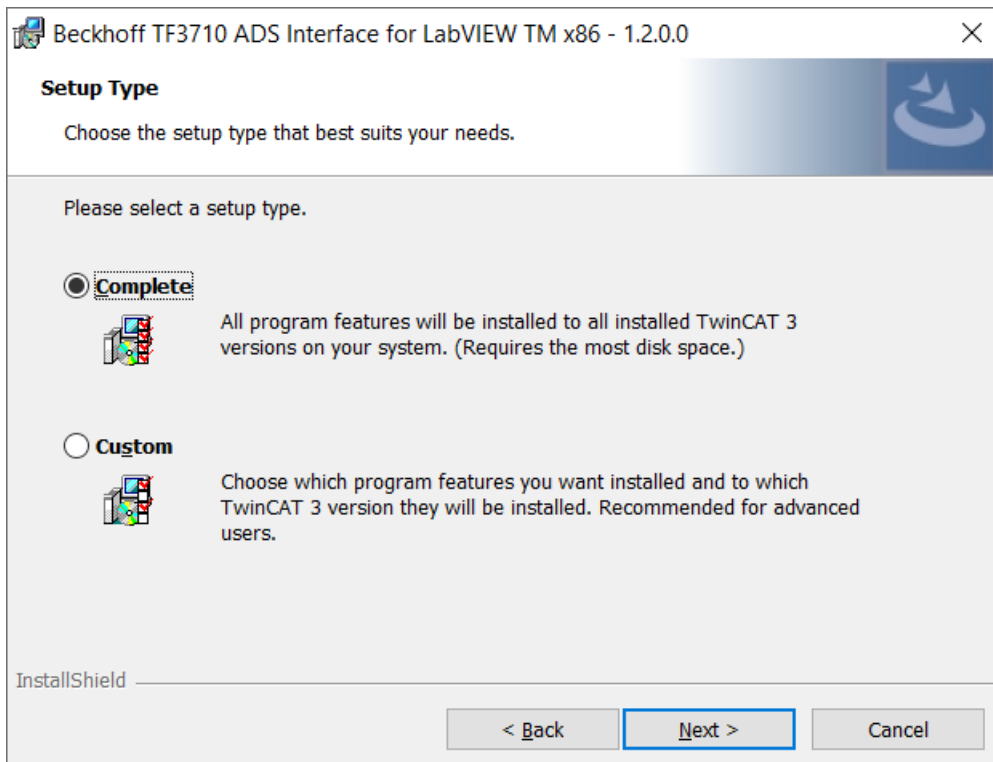 Beckhoff TF3710 ADS Interface for LabVIEW TM x86 - 1.2.0.0
Setup Type
Choose the setup type that best suits your needs.
Please select a setup type.
Complete
All program features will be installed to all installed TwinCAT 3
versions on your system. (Requires the most disk space.)
Custom
Choose which program features you want installed and to which
TwinCAT 3 version they will be installed. Recommended for advanced
users.
InstallShield
< Back
Next >
Cancel